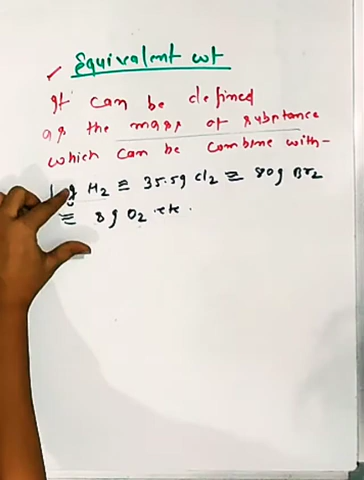 Equivalent wt
It can be defined
as the mass of substance
which can be combine with-
1g H2 ≡ 35.5g Cl2 ≡ 80g Br2
≡ 8g O2 etc.